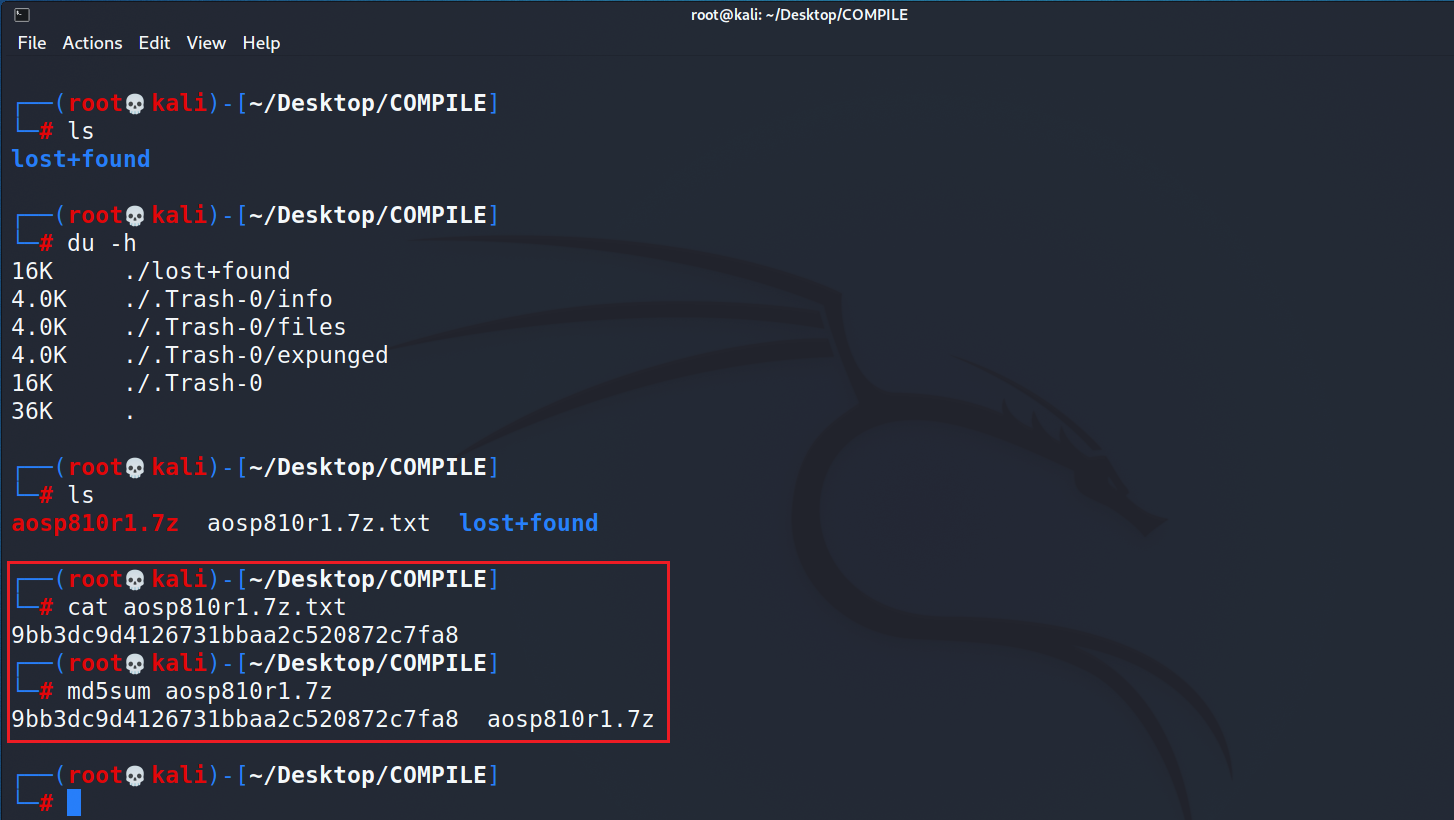 root@kali: ~/Desktop/COMPILE
File Actions Edit View Help
┌──(root💀kali)-[~/Desktop/COMPILE]
└─# ls
lost+found
┌──(root💀kali)-[~/Desktop/COMPILE]
└─# du -h
16K ./lost+found
4.0K ./.Trash-0/info
4.0K ./.Trash-0/files
4.0K ./.Trash-0/expunged
16K ./.Trash-0
36K .
┌──(root💀kali)-[~/Desktop/COMPILE]
└─# ls
aosp810r1.7z aosp810r1.7z.txt lost+found
┌──(root💀kali)-[~/Desktop/COMPILE]
└─# cat aosp810r1.7z.txt
9bb3dc9d4126731bbaa2c520872c7fa8
┌──(root💀kali)-[~/Desktop/COMPILE]
└─# md5sum aosp810r1.7z
9bb3dc9d4126731bbaa2c520872c7fa8 aosp810r1.7z
┌──(root💀kali)-[~/Desktop/COMPILE]
└─#